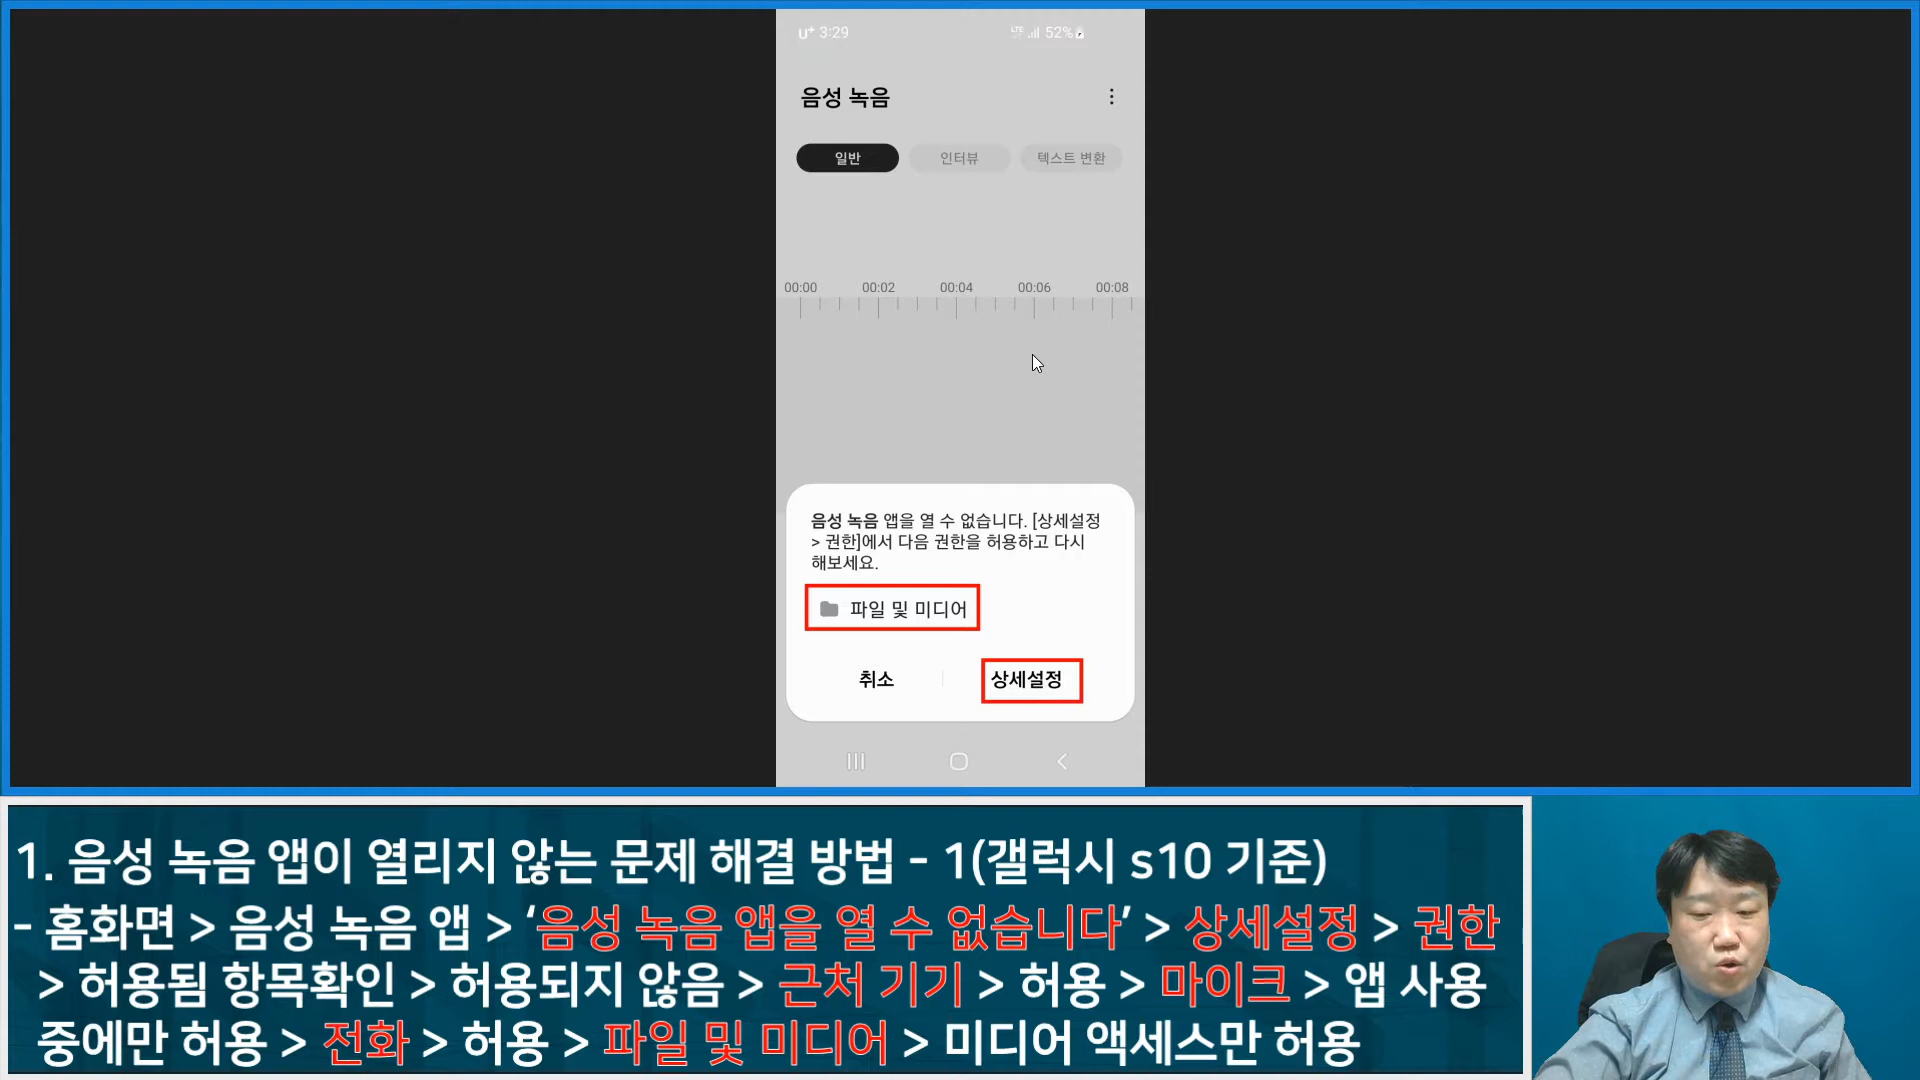 U+ 3:29 LTE 52%
음성 녹음
일반 인터뷰 텍스트 변환
00:00 00:02 00:04 00:06 00:08
음성 녹음 앱을 열 수 없습니다. [상세설정
> 권한]에서 다음 권한을 허용하고 다시
해보세요.
파일 및 미디어
취소 상세설정
1. 음성 녹음 앱이 열리지 않는 문제 해결 방법 - 1(갤럭시 s10 기준)
- 홈화면 > 음성 녹음 앱 > ‘음성 녹음 앱을 열 수 없습니다’ > 상세설정 > 권한
> 허용됨 항목확인 > 허용되지 않음 > 근처 기기 > 허용 > 마이크 > 앱 사용
중에만 허용 > 전화 > 허용 > 파일 및 미디어 > 미디어 액세스만 허용